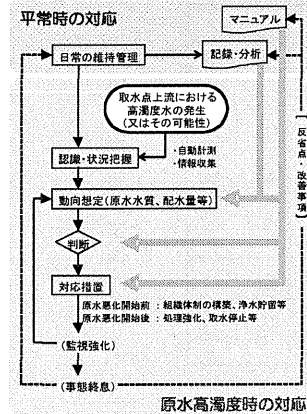 平常時の対応
マニュアル
日常の維持管理
記録・分析
取水点上流における
高濁度水の発生
(又はその可能性)
・自動計測
・情報収集
認識・状況把握
反省点・改善事項
動向想定(原水水質、配水量等)
判断
対応措置
原水悪化開始前 : 組織体制の構築、浄水貯留等
原水悪化開始後 : 処理強化、取水停止等
(監視強化)
(事態終息)
原水高濁度時の対応